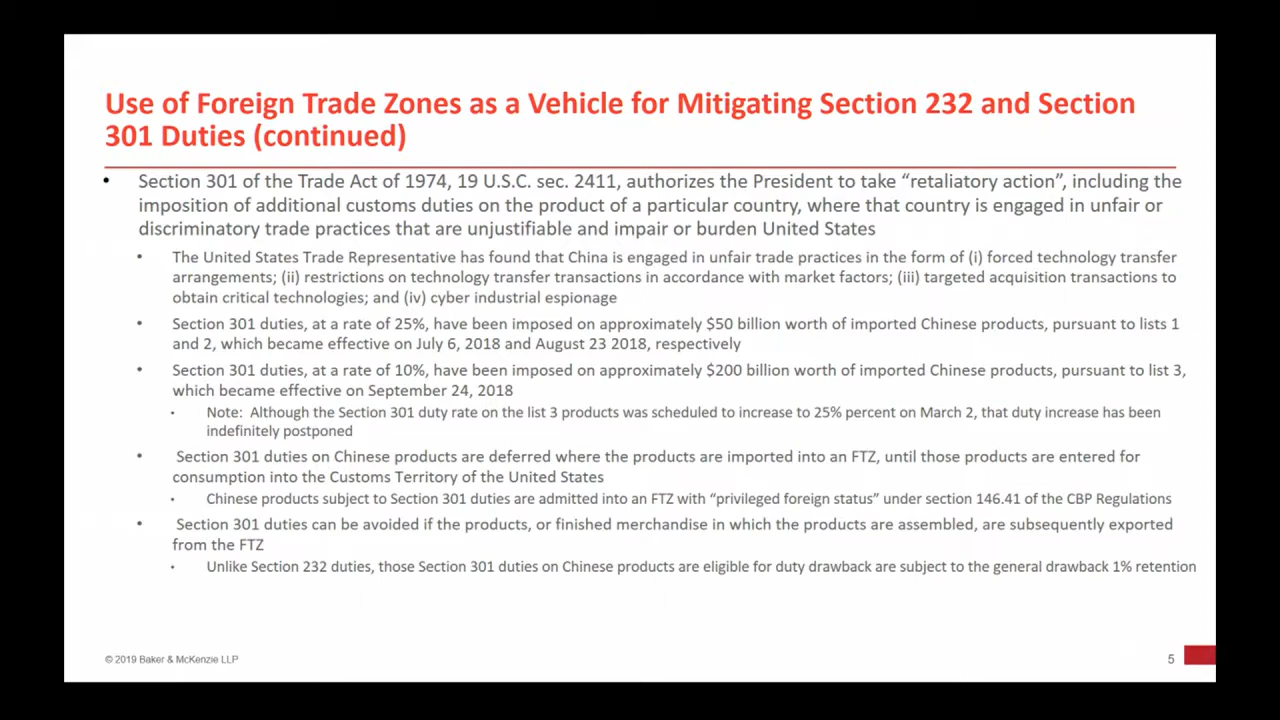 Use of Foreign Trade Zones as a Vehicle for Mitigating Section 232 and Section
301 Duties (continued)
• Section 301 of the Trade Act of 1974, 19 U.S.C. sec. 2411, authorizes the President to take “retaliatory action”, including the
imposition of additional customs duties on the product of a particular country, where that country is engaged in unfair or
discriminatory trade practices that are unjustifiable and impair or burden United States
• The United States Trade Representative has found that China is engaged in unfair trade practices in the form of (i) forced technology transfer
arrangements; (ii) restrictions on technology transfer transactions in accordance with market factors; (iii) targeted acquisition transactions to
obtain critical technologies; and (iv) cyber industrial espionage
• Section 301 duties, at a rate of 25%, have been imposed on approximately $50 billion worth of imported Chinese products, pursuant to lists 1
and 2, which became effective on July 6, 2018 and August 23 2018, respectively
• Section 301 duties, at a rate of 10%, have been imposed on approximately $200 billion worth of imported Chinese products, pursuant to list 3,
which became effective on September 24, 2018
• Note: Although the Section 301 duty rate on the list 3 products was scheduled to increase to 25% percent on March 2, that duty increase has been
indefinitely postponed
• Section 301 duties on Chinese products are deferred where the products are imported into an FTZ, until those products are entered for
consumption into the Customs Territory of the United States
• Chinese products subject to Section 301 duties are admitted into an FTZ with “privileged foreign status” under section 146.41 of the CBP Regulations
• Section 301 duties can be avoided if the products, or finished merchandise in which the products are assembled, are subsequently exported
from the FTZ
• Unlike Section 232 duties, those Section 301 duties on Chinese products are eligible for duty drawback are subject to the general drawback 1% retention
© 2019 Baker & McKenzie LLP
5